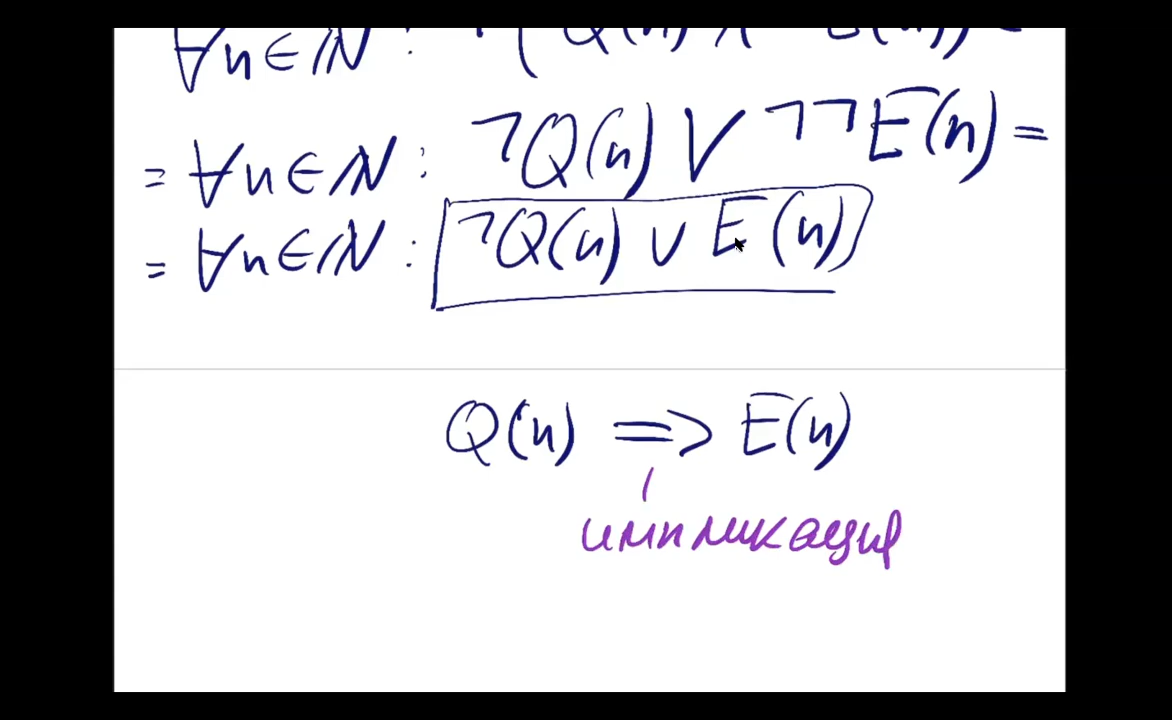 ∀n∈ℕ : ¬(Q(n) ∧ ¬E(n)) =
= ∀n∈ℕ : ¬Q(n) ∨ ¬¬E(n) =
= ∀n∈ℕ : ¬Q(n) ∨ E(n)
Q(n) => E(n)
импликация